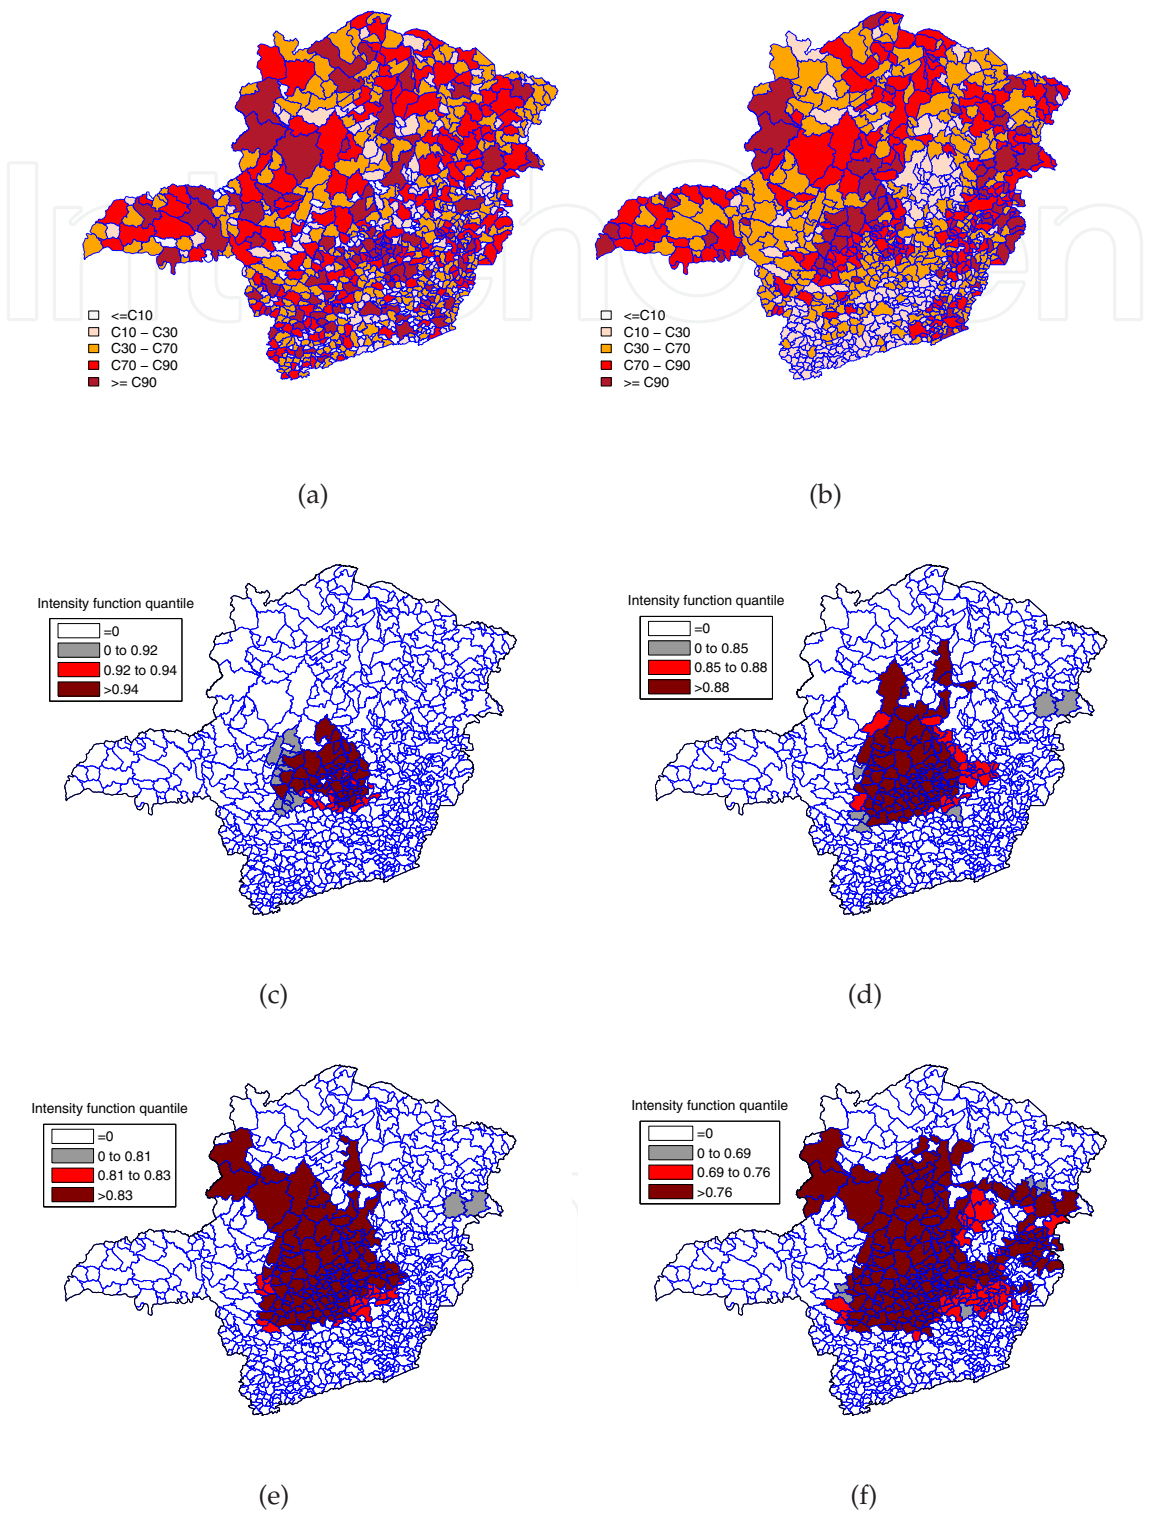 <=C10
C10 – C30
C30 – C70
C70 – C90
>= C90
<=C10
C10 – C30
C30 – C70
C70 – C90
>= C90
(a)
(b)
Intensity function quantile
=0
0 to 0.92
0.92 to 0.94
>0.94
Intensity function quantile
=0
0 to 0.85
0.85 to 0.88
>0.88
(c)
(d)
Intensity function quantile
=0
0 to 0.81
0.81 to 0.83
>0.83
Intensity function quantile
=0
0 to 0.69
0.69 to 0.76
>0.76
(e)
(f)